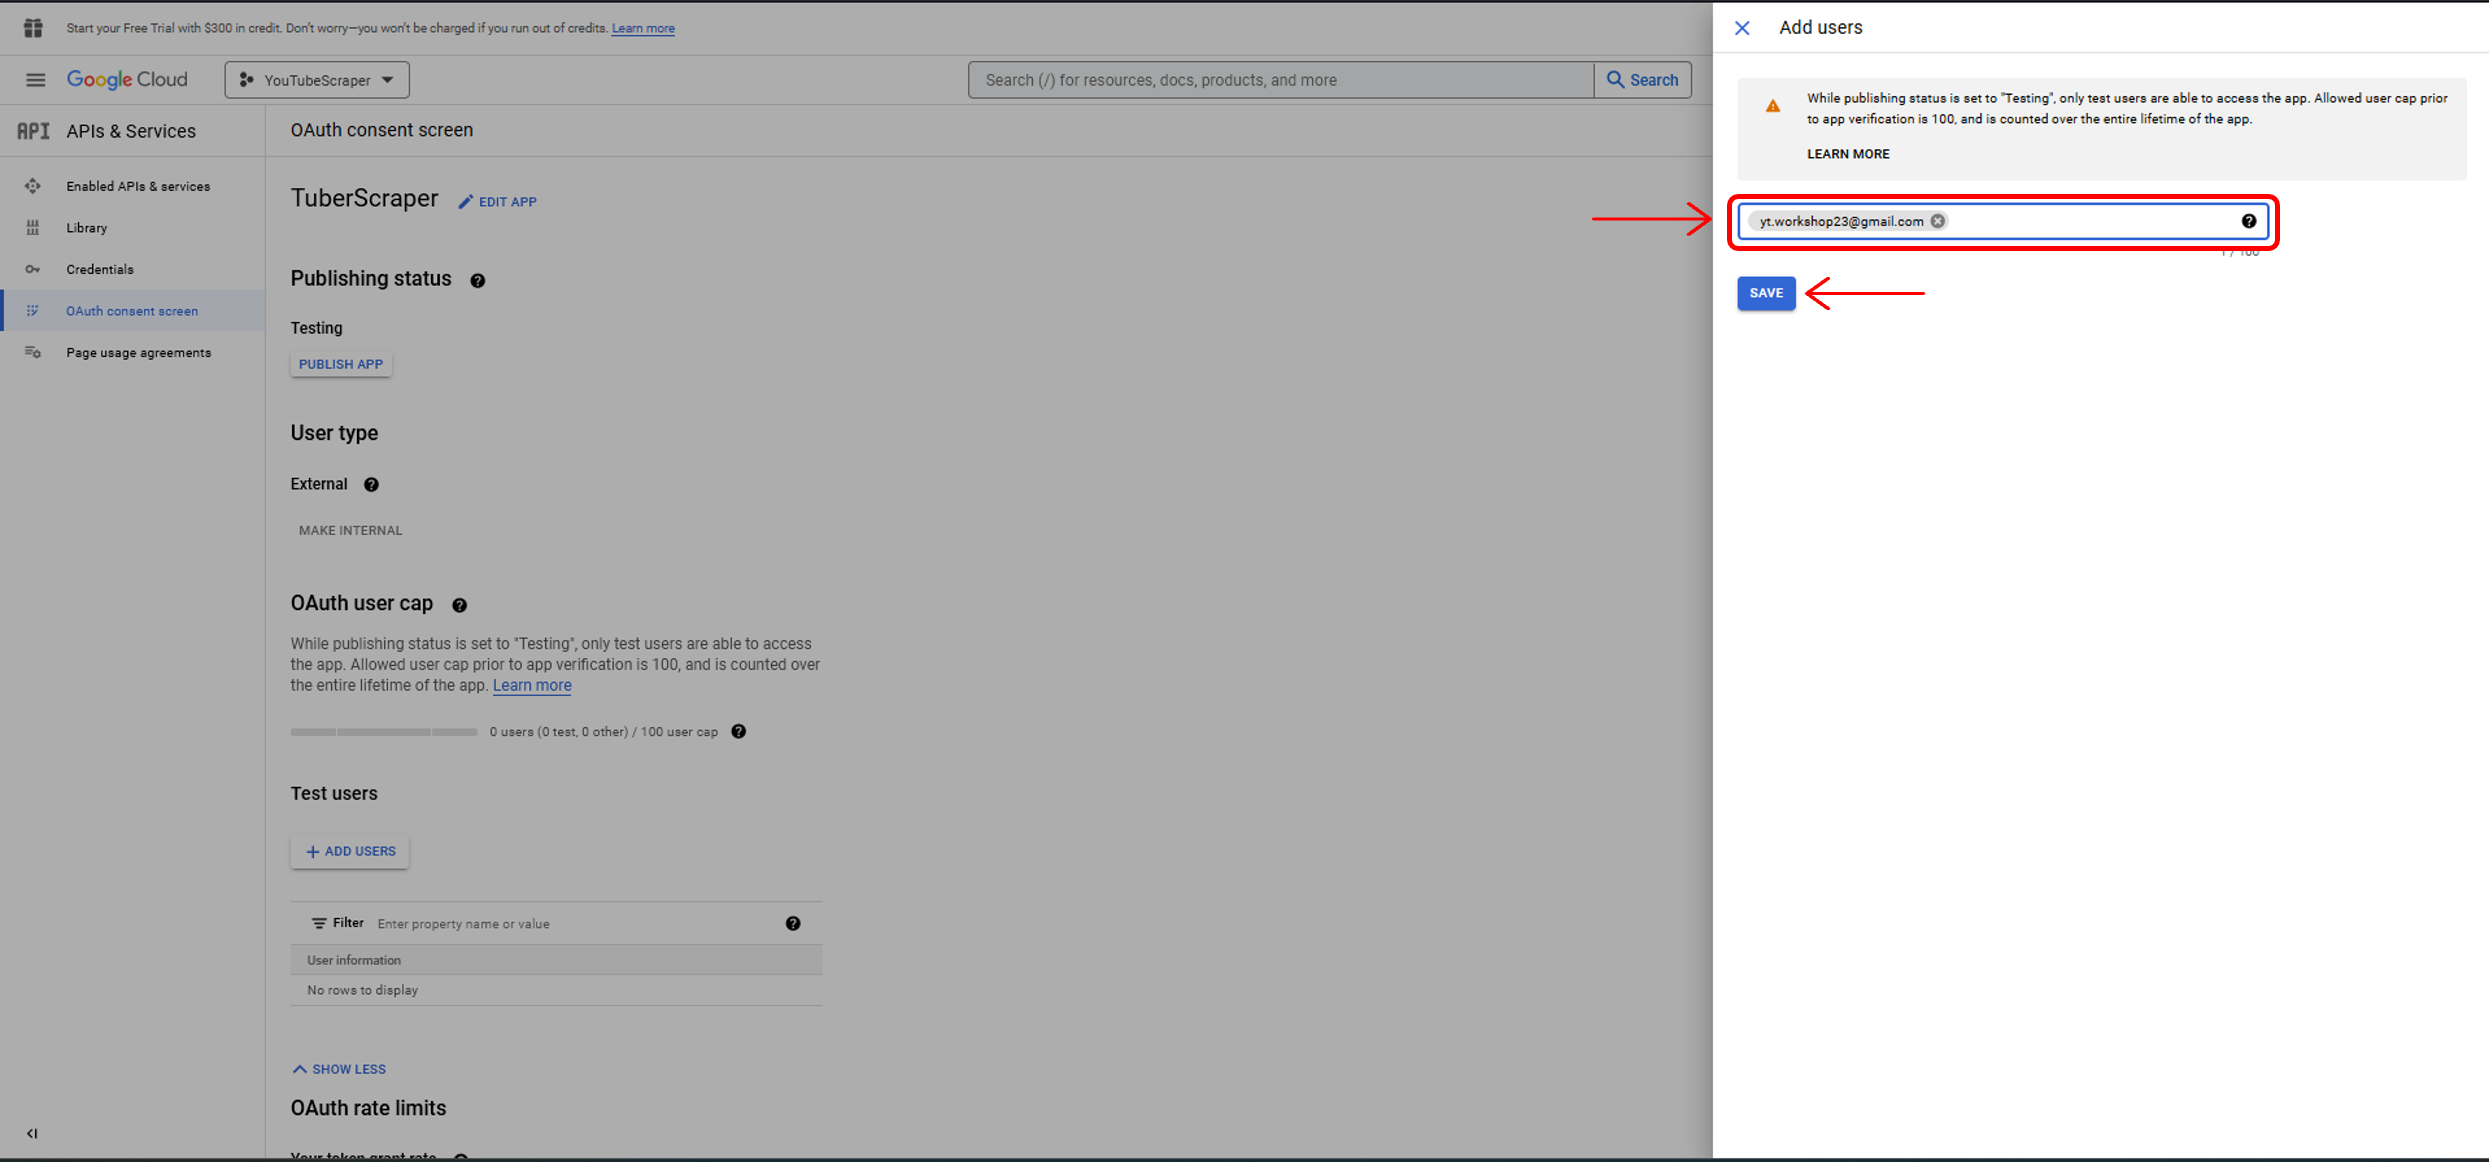 Start your Free Trial with $300 in credit. Don't worry—you won't be charged if you run out of credits. Learn more
Google Cloud
YouTubeScraper
Search (/) for resources, docs, products, and more
Search
API APIs & Services
Enabled APIs & services
Library
Credentials
OAuth consent screen
Page usage agreements
OAuth consent screen
TuberScraper
EDIT APP
Publishing status
Testing
PUBLISH APP
User type
External
MAKE INTERNAL
OAuth user cap
While publishing status is set to "Testing", only test users are able to access
the app. Allowed user cap prior to app verification is 100, and is counted over
the entire lifetime of the app. Learn more
0 users (0 test, 0 other) / 100 user cap
Test users
+ ADD USERS
Filter Enter property name or value
User information
No rows to display
SHOW LESS
OAuth rate limits
Your token grant rate
Add users
While publishing status is set to "Testing", only test users are able to access the app. Allowed user cap prior
to app verification is 100, and is counted over the entire lifetime of the app.
LEARN MORE
yt.workshop23@gmail.com
1 / 100
SAVE